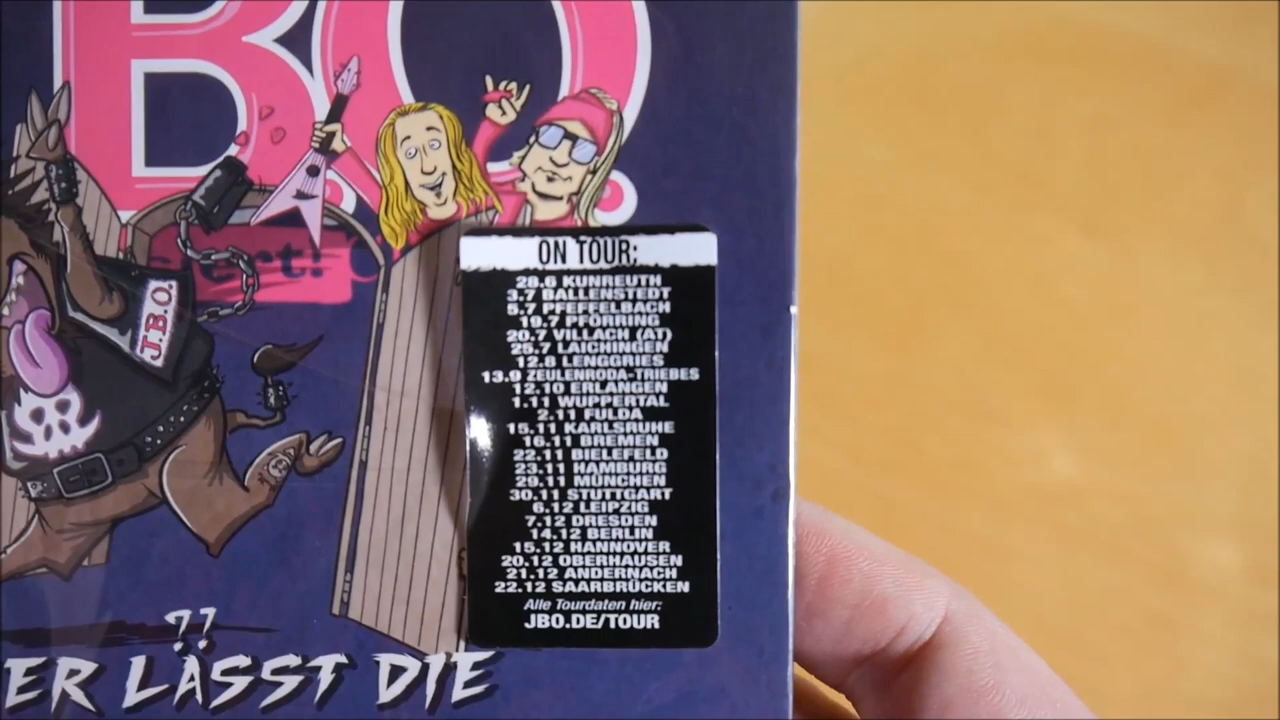 B.O.
J.B.O.
ON TOUR:
28.6 KUNREUTH
3.7 BALLENSTEDT
5.7 PFEFFELBACH
19.7 PFÖRRING
20.7 VILLACH (AT)
25.7 LAICHINGEN
12.8 LENGGRIES
13.9 ZEULENRODA-TRIEBES
12.10 ERLANGEN
1.11 WUPPERTAL
2.11 FULDA
15.11 KARLSRUHE
16.11 BREMEN
22.11 BIELEFELD
23.11 HAMBURG
29.11 MÜNCHEN
30.11 STUTTGART
6.12 LEIPZIG
7.12 DRESDEN
14.12 BERLIN
15.12 HANNOVER
20.12 OBERHAUSEN
21.12 ANDERNACH
22.12 SAARBRÜCKEN
Alle Tourdaten hier:
JBO.DE/TOUR
ER LÄSST DIE